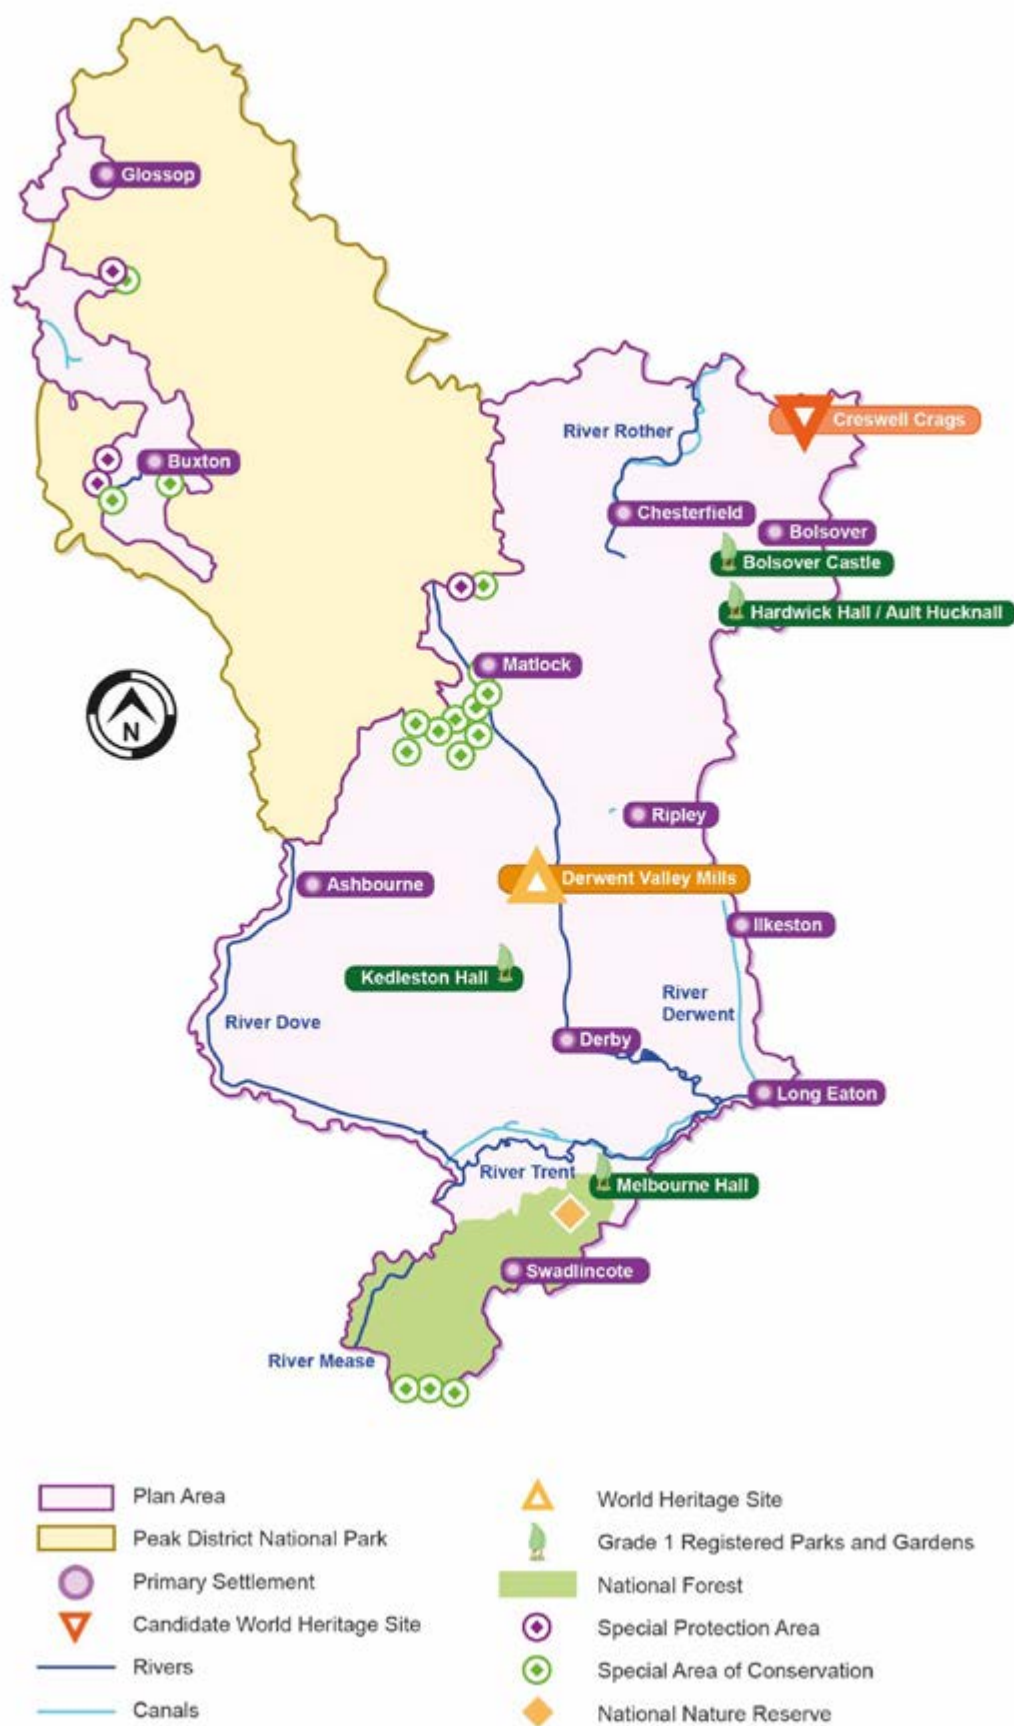 Glossop
Creswell Crags
River Rother
Buxton
Chesterfield
Bolsover
Bolsover Castle
Hardwick Hall / Ault Hucknall
Matlock
N
Ripley
Derwent Valley Mills
Ashbourne
Ilkeston
Kedleston Hall
River
Derwent
River Dove
Derby
Long Eaton
River Trent
Melbourne Hall
Swadlincote
River Mease
Plan Area
Peak District National Park
Primary Settlement
Candidate World Heritage Site
Rivers
Canals
World Heritage Site
Grade 1 Registered Parks and Gardens
National Forest
Special Protection Area
Special Area of Conservation
National Nature Reserve